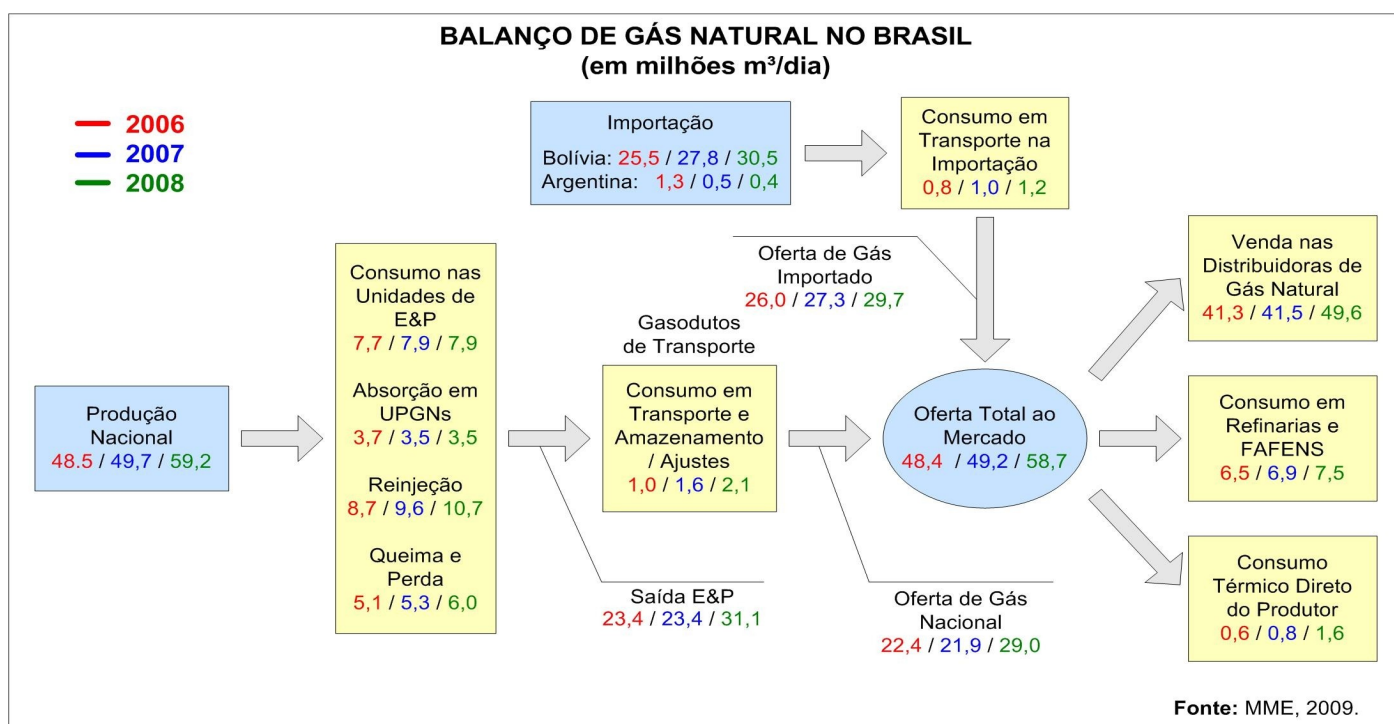 BALANÇO DE GÁS NATURAL NO BRASIL
(em milhões m³/dia)
2006
2007
2008
Importação
Bolívia: 25,5 / 27,8 / 30,5
Argentina: 1,3 / 0,5 / 0,4
Consumo em
Transporte na
Importação
0,8 / 1,0 / 1,2
Oferta de Gás
Importado
26,0 / 27,3 / 29,7
Produção
Nacional
48.5 / 49,7 / 59,2
Consumo nas
Unidades de
E&P
7,7 / 7,9 / 7,9
Absorção em
UPGNs
3,7 / 3,5 / 3,5
Reinjeção
8,7 / 9,6 / 10,7
Queima e
Perda
5,1 / 5,3 / 6,0
Saída E&P
23,4 / 23,4 / 31,1
Gasodutos
de Transporte
Consumo em
Transporte e
Amazenamento
/ Ajustes
1,0 / 1,6 / 2,1
Oferta de Gás
Nacional
22,4 / 21,9 / 29,0
Oferta Total ao
Mercado
48,4 / 49,2 / 58,7
Venda nas
Distribuidoras de
Gás Natural
41,3 / 41,5 / 49,6
Consumo em
Refinarias e
FAFENS
6,5 / 6,9 / 7,5
Consumo
Térmico Direto
do Produtor
0,6 / 0,8 / 1,6
Fonte: MME, 2009.